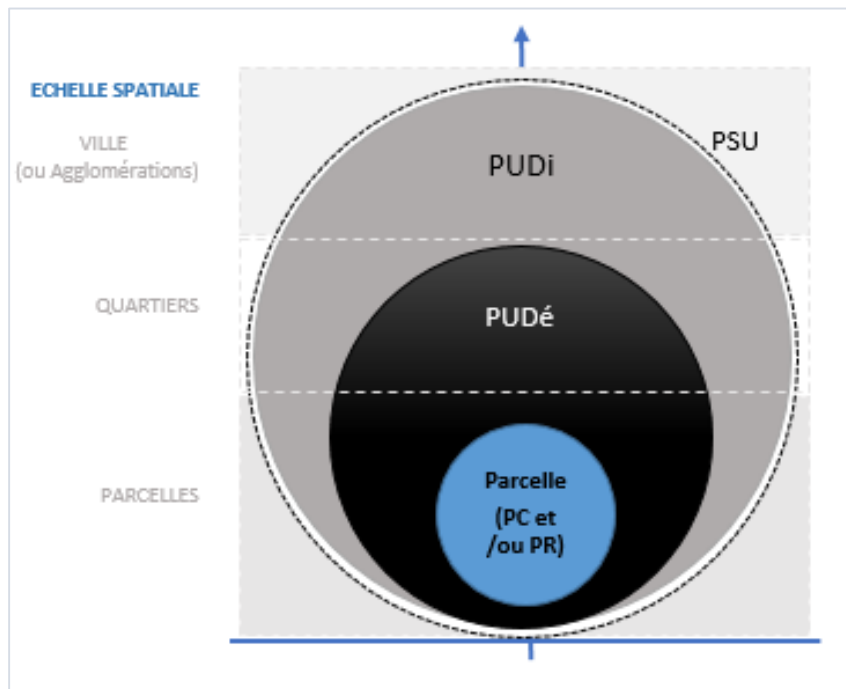 ECHELLE SPATIALE
VILLE
(ou Agglomérations)
PSU
PUDi
QUARTIERS
PUDé
PARCELLES
Parcelle
(PC et
/ou PR)